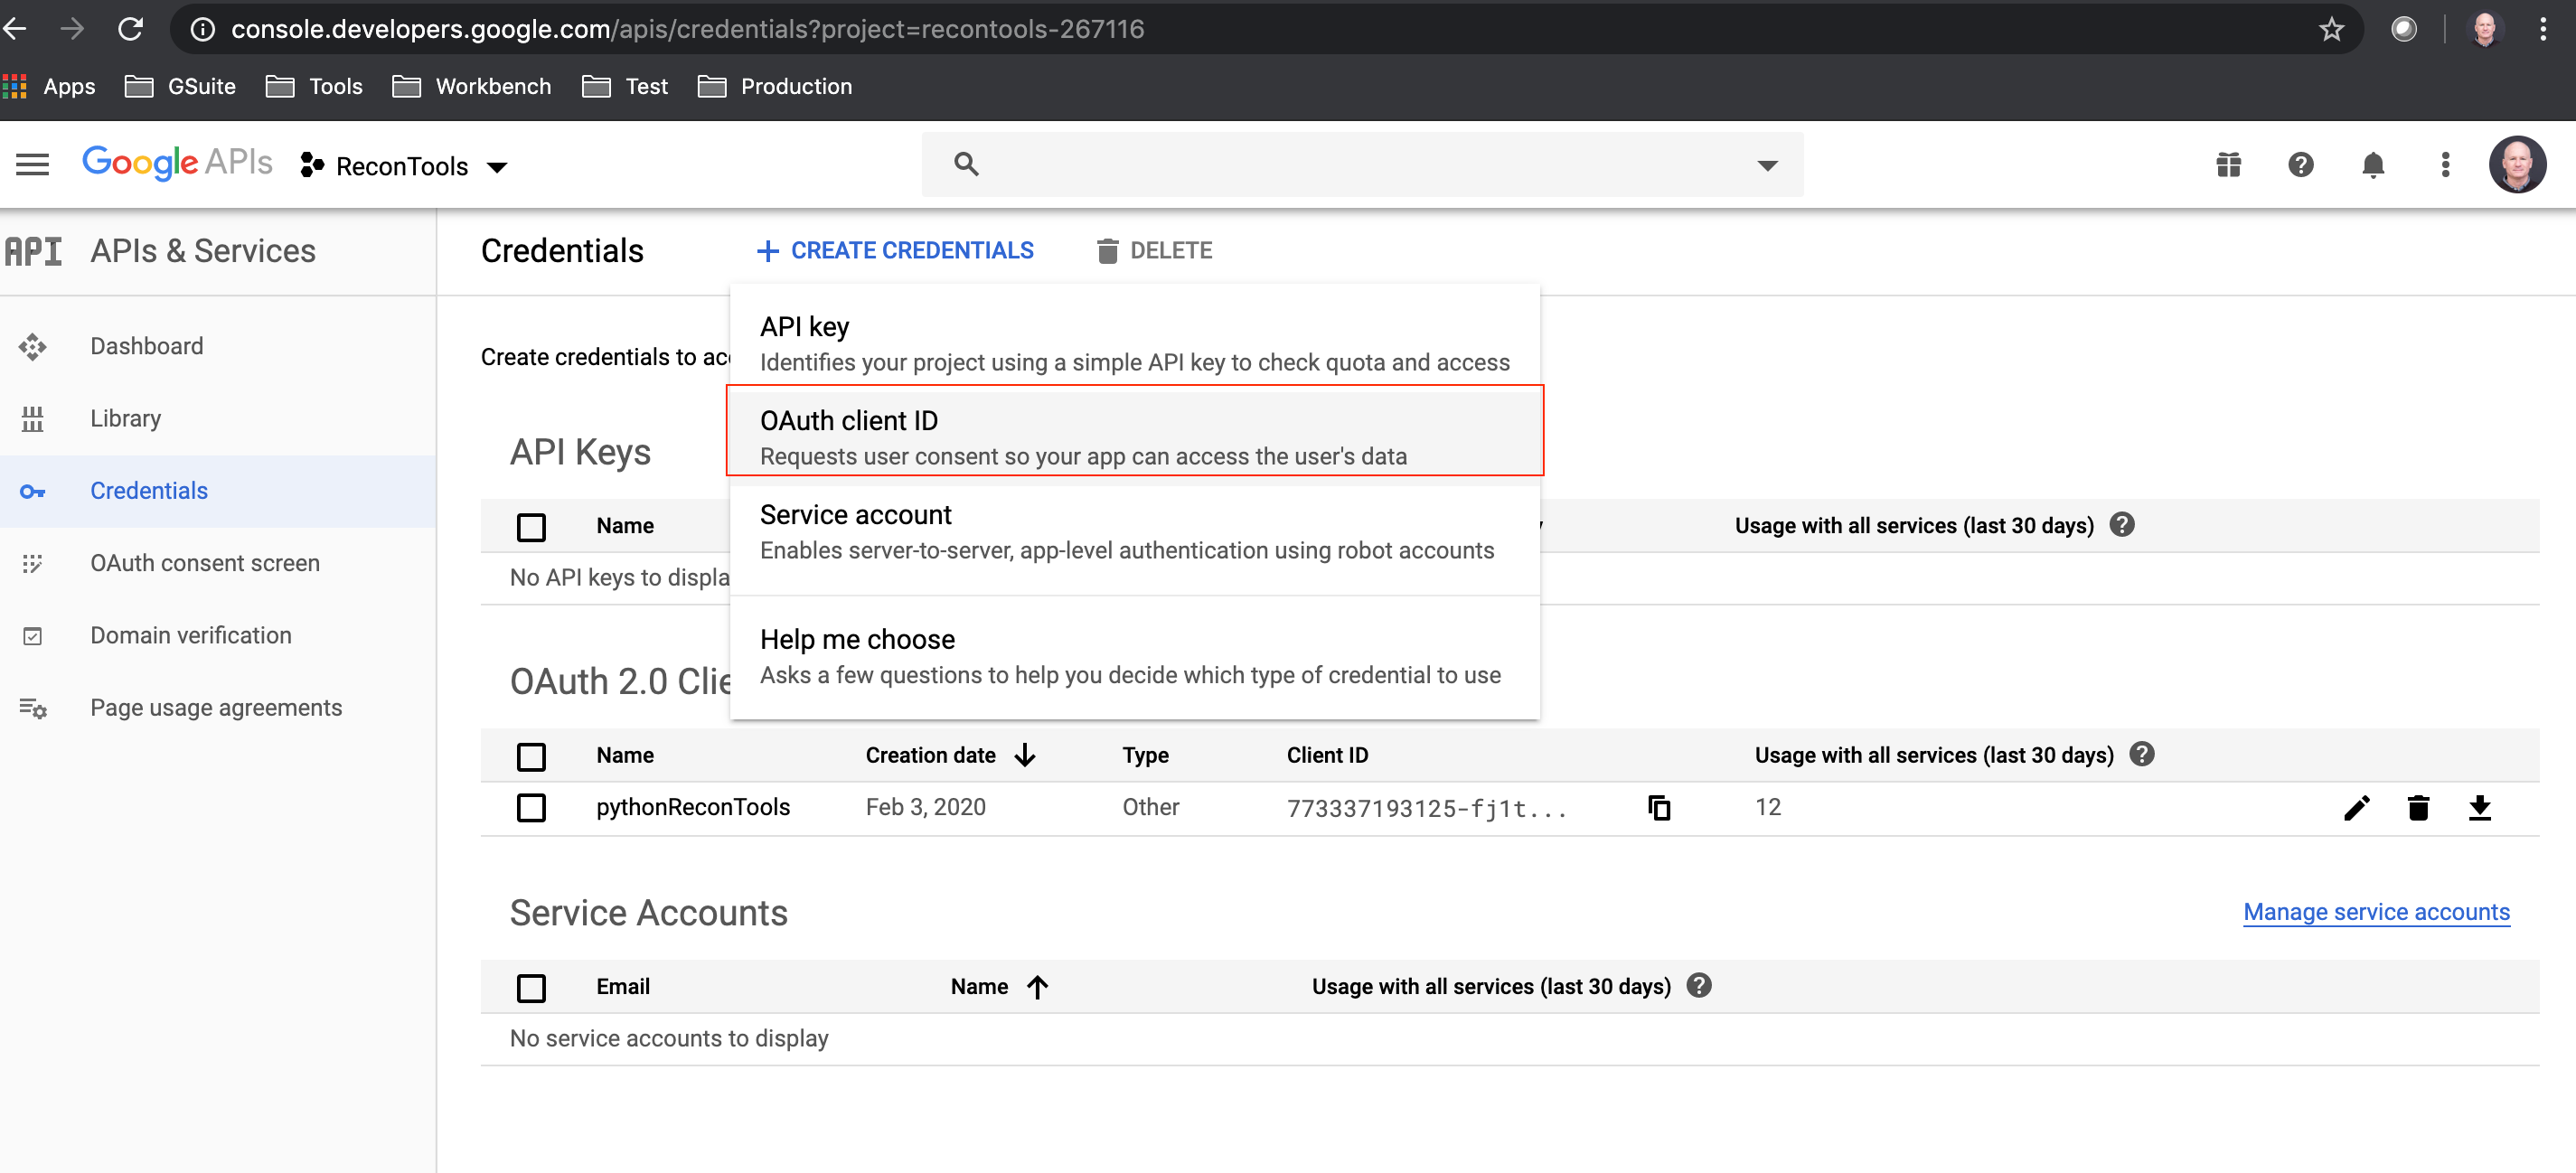 console.developers.google.com/apis/credentials?project=recontools-267116
Apps GSuite Tools Workbench Test Production
Google APIs ReconTools
API APIs & Services
Credentials CREATE CREDENTIALS DELETE
Dashboard
Library
Credentials
OAuth consent screen
Domain verification
Page usage agreements
Create credentials to
API key
Identifies your project using a simple API key to check quota and access
OAuth client ID
Requests user consent so your app can access the user's data
Service account
Enables server-to-server, app-level authentication using robot accounts
Help me choose
Asks a few questions to help you decide which type of credential to use
API Keys
Name Usage with all services (last 30 days)
No API keys to
OAuth 2.0
Name Creation date Type Client ID Usage with all services (last 30 days)
pythonReconTools Feb 3, 2020 Other 773337193125-fj1t... 12
Service Accounts Manage service accounts
Email Name Usage with all services (last 30 days)
No service accounts to display